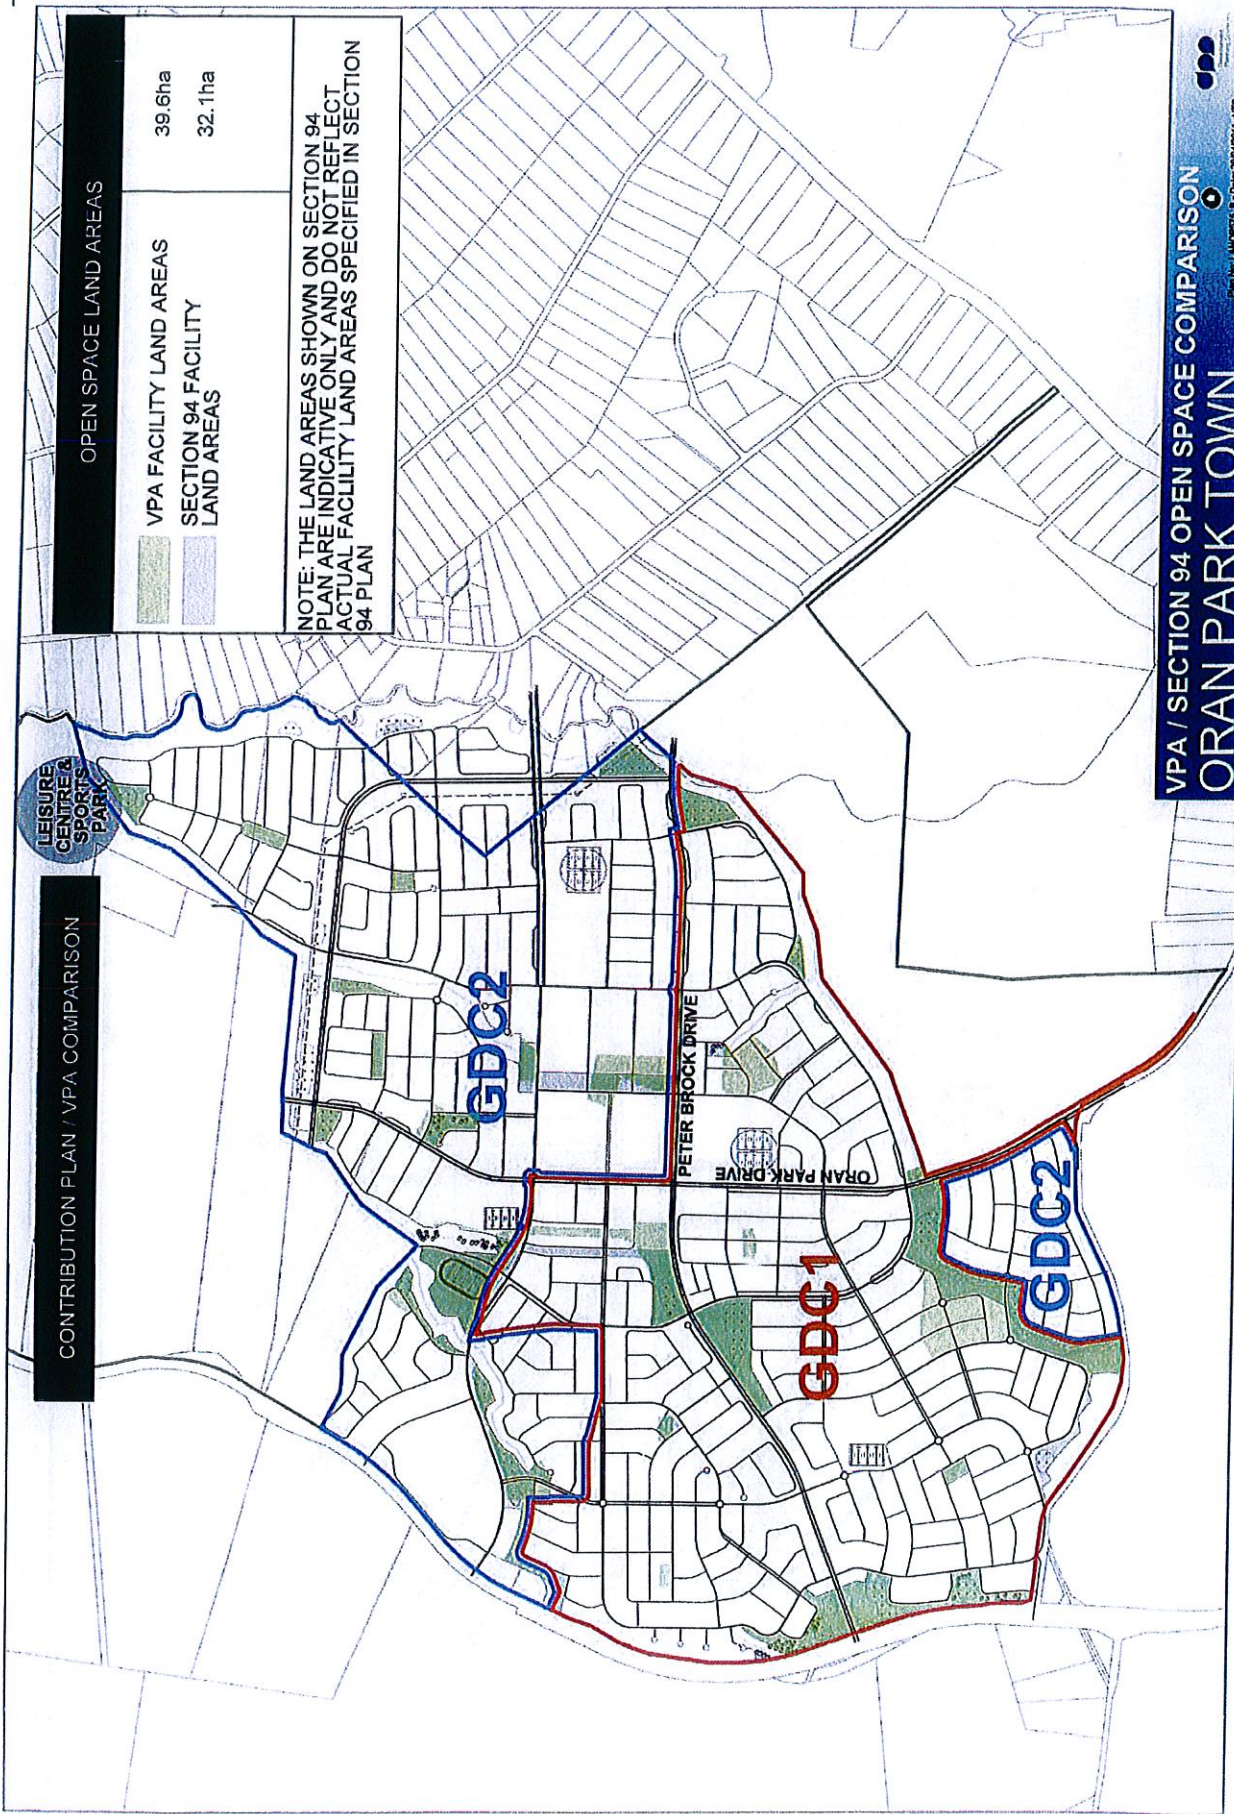 CONTRIBUTION PLAN / VPA COMPARISON
LEISURE
CENTRE &
SPORTS
PARK
OPEN SPACE LAND AREAS
VPA FACILITY LAND AREAS 39.6ha
SECTION 94 FACILITY 32.1ha
LAND AREAS
NOTE: THE LAND AREAS SHOWN ON SECTION 94
PLAN ARE INDICATIVE ONLY AND DO NOT REFLECT
ACTUAL FACLILITY LAND AREAS SPECIFIED IN SECTION
94 PLAN
GDC2
PETER BROCK DRIVE
ORAN PARK DRIVE
GDC1
GDC2
VPA / SECTION 94 OPEN SPACE COMPARISON
ORAN PARK TOWN
dps